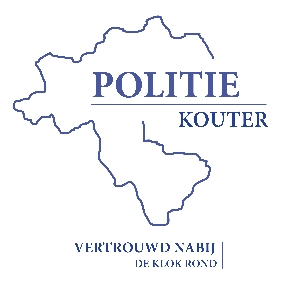 POLITIE
KOUTER
VERTROUWD NABIJ
DE KLOK ROND